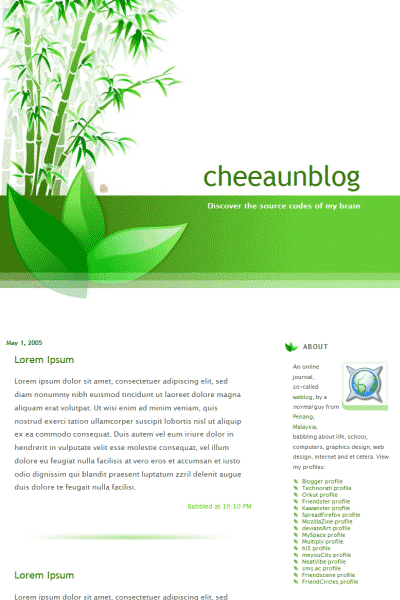 cheeaunblog
Discover the source codes of my brain
May 1, 2005
Lorem Ipsum
Lorem ipsum dolor sit amet, consectetuer adipiscing elit, sed
diam nonummy nibh euismod tincidunt ut laoreet dolore magna
aliquam erat volutpat. Ut wisi enim ad minim veniam, quis
nostrud exerci tation ullamcorper suscipit lobortis nisl ut aliquip
ex ea commodo consequat. Duis autem vel eum iriure dolor in
hendrerit in vulputate velit esse molestie consequat, vel illum
dolore eu feugiat nulla facilisis at vero eros et accumsan et iusto
odio dignissim qui blandit praesent luptatum zzril delenit augue
duis dolore te feugait nulla facilisi.
Babbled at 10:10 PM
Lorem Ipsum
Lorem ipsum dolor sit amet, consectetuer adipiscing elit, sed
ABOUT
An online
journal,
so-called
weblog, by a
normal guy from
Penang,
Malaysia,
babbling about life, school,
computers, graphics design, web
design, internet and et cetera. View
my profiles:
Blogger profile
Technorati profile
Orkut profile
Friendster profile
Kawanster profile
SpreadFirefox profile
MozillaZine profile
deviantArt profile
MySpace profile
Multiply profile
hi5 profile
meyouCity profile
NeatVibe profile
sms.ac profile
Friendscene profile
FriendCircles profile